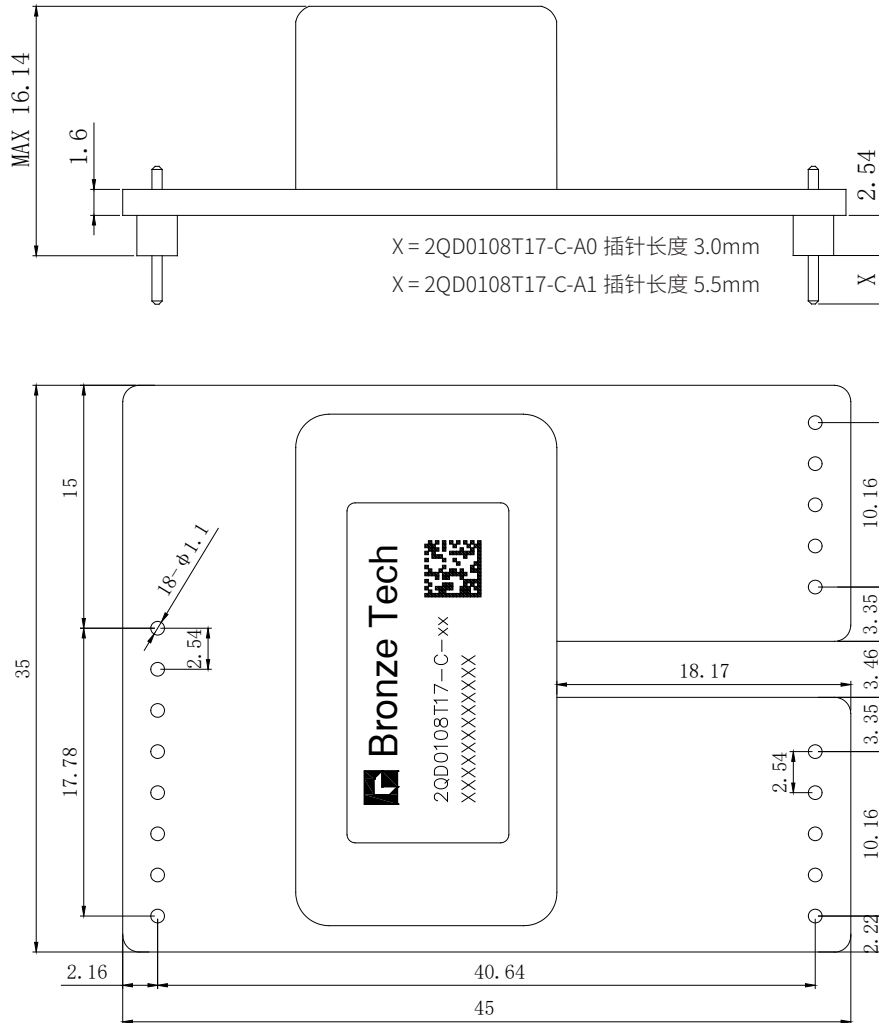 MAX 16.14
1.6
2.54
X = 2QD0108T17-C-A0 插针长度 3.0mm
X = 2QD0108T17-C-A1 插针长度 5.5mm
X
15
18-φ1.1
2.54
35
17.78
Bronze Tech
2QD0108T17-C-xx
XXXXXXXXXXXXX
10.16
3.35
18.17
3.46
3.35
2.54
10.16
2.22
2.16
40.64
45